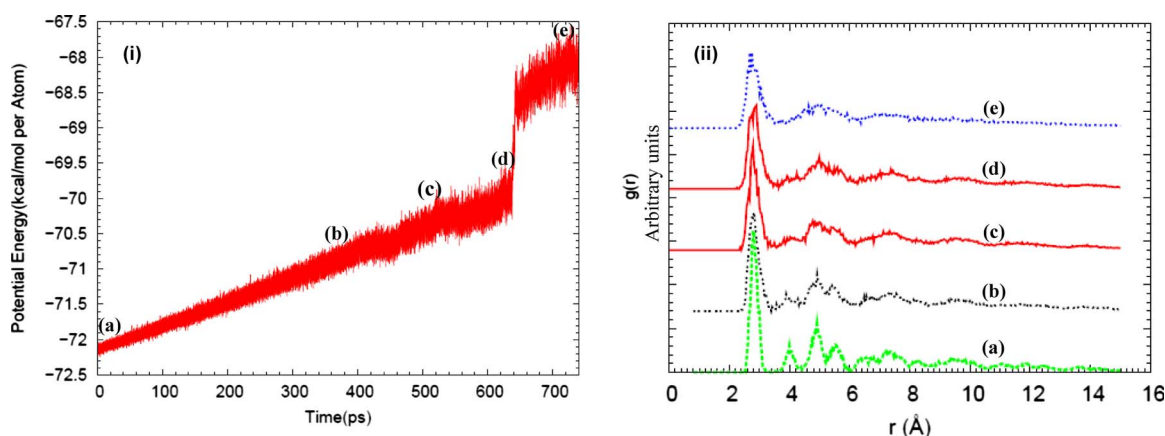 (i)
Potential Energy(kcal/mol per Atom)
−67.5
−68
−68.5
−69
−69.5
−70
−70.5
−71
−71.5
−72
−72.5
(a)
(b)
(c)
(d)
(e)
0
100
200
300
400
500
600
700
Time(ps)
(ii)
g(r)
Arbitrary units
(e)
(d)
(c)
(b)
(a)
0
2
4
6
8
10
12
14
16
r (Å)